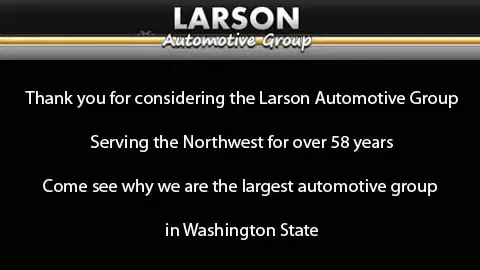 LARSON
Automotive Group
Thank you for considering the Larson Automotive Group
Serving the Northwest for over 58 years
Come see why we are the largest automotive group
in Washington State